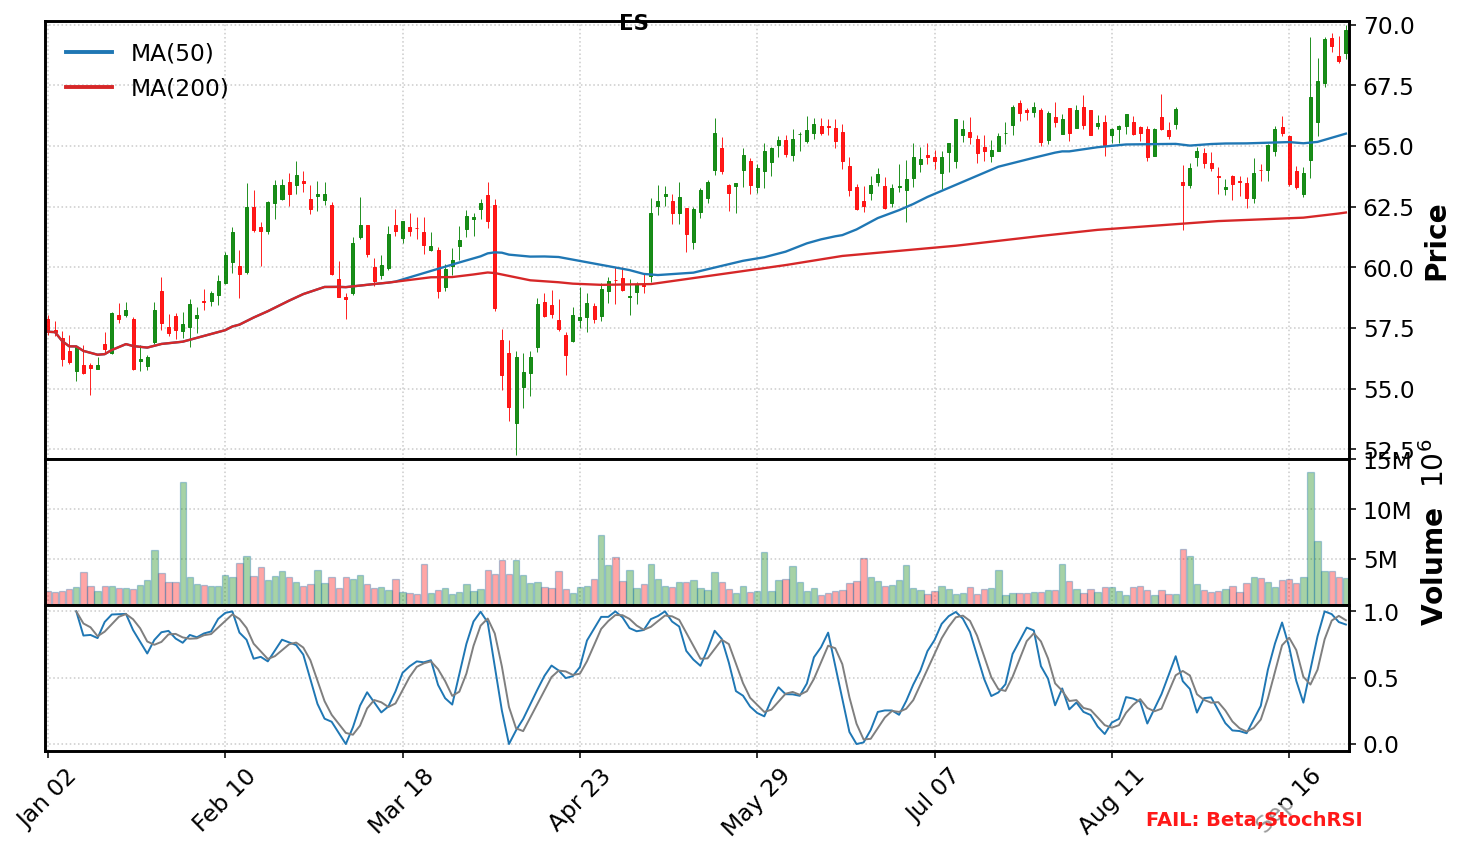 ES
MA(50)
MA(200)
70.0
67.5
65.0
62.5
60.0
57.5
55.0
52.5
Price
15M
10M
5M
Volume 10^6
1.0
0.5
0.0
Jan 02
Feb 10
Mar 18
Apr 23
May 29
Jul 07
Aug 11
Sep 16
FAIL: Beta,StochRSI